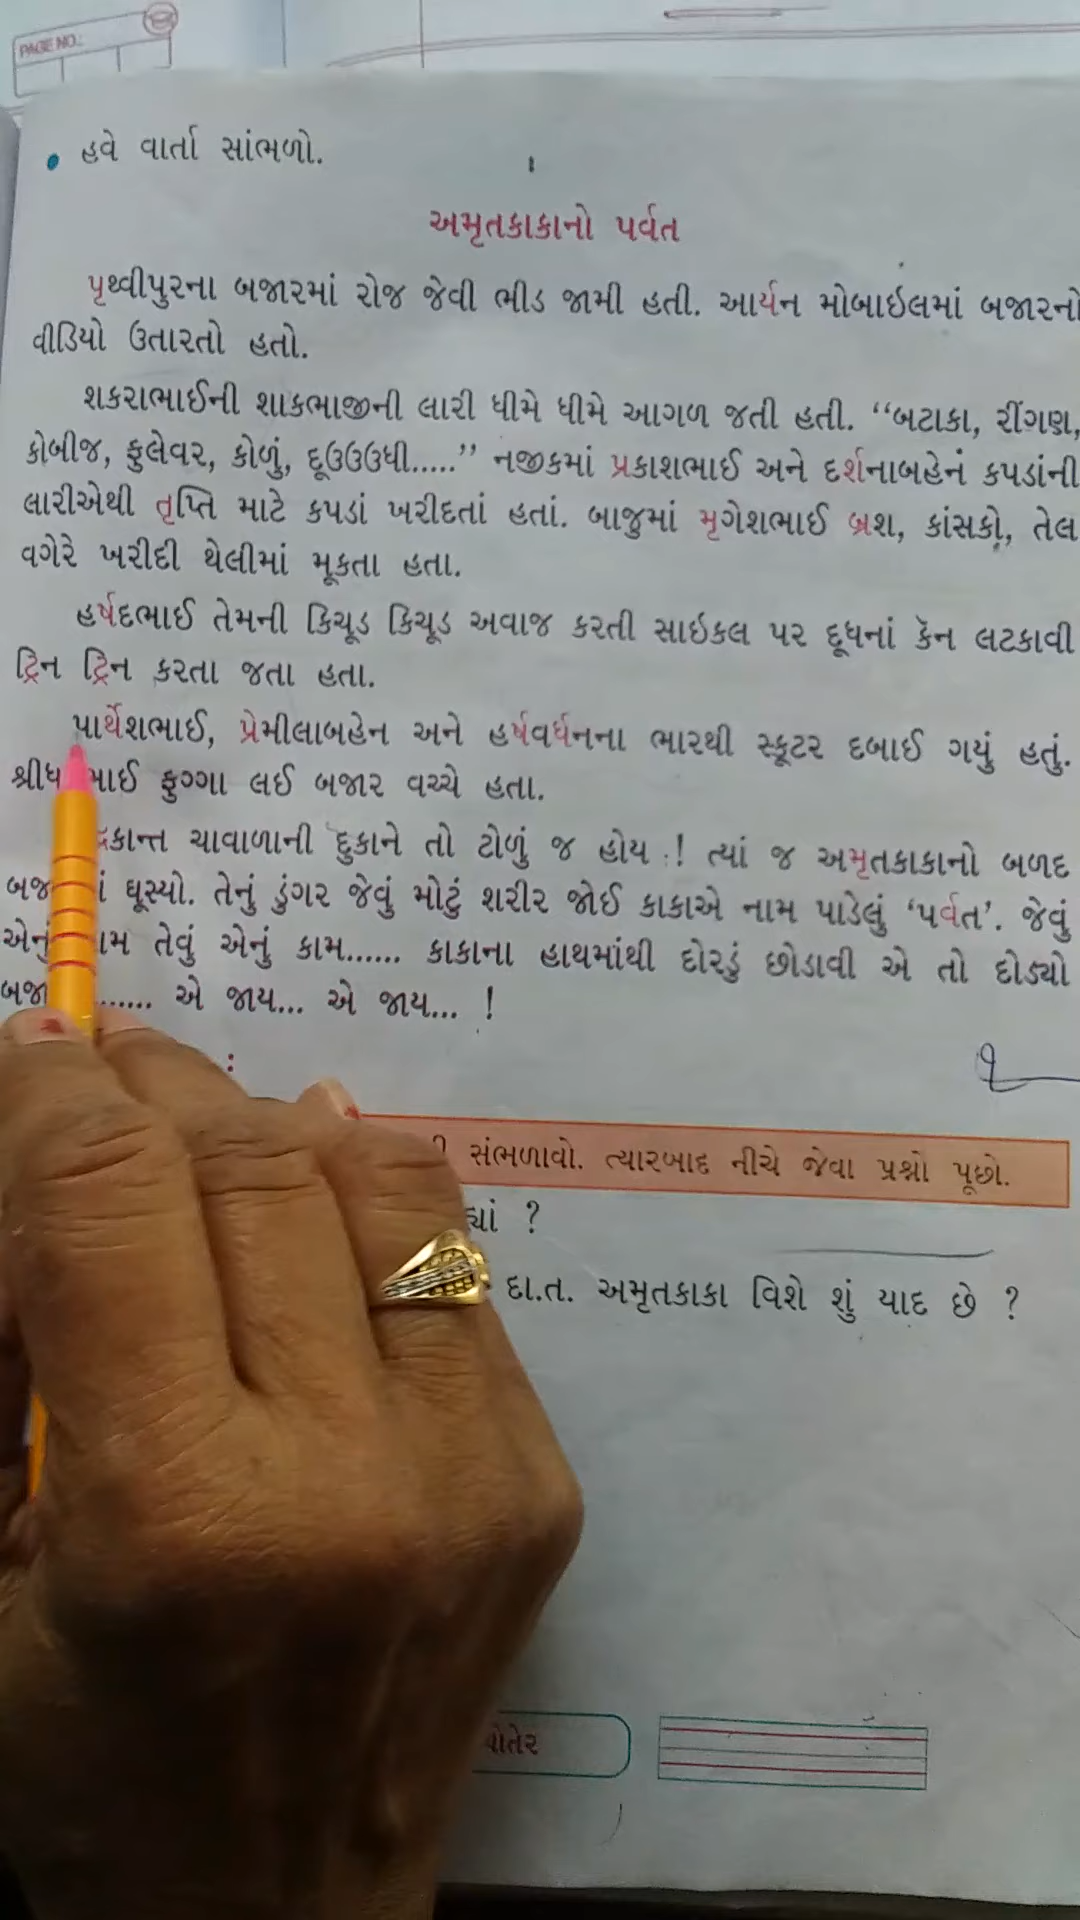 PAGE NO.:
હવે વાર્તા સાંભળો.
અમૃતકાકાનો પર્વત
પૃથ્વીપુરના બજારમાં રોજ જેવી ભીડ જામી હતી. આર્યન મોબાઇલમાં બજારનો
વીડિયો ઉતારતો હતો.
શકરાભાઈની શાકભાજીની લારી ધીમે ધીમે આગળ જતી હતી. “બટાકા, રીંગણ,
કોબીજ, ફુલેવર, કોળું, દૂઉઉઉધી.....” નજીકમાં પ્રકાશભાઈ અને દર્શનાબહેન કપડાંની
લારીએથી તૃપ્તિ માટે કપડાં ખરીદતાં હતાં. બાજુમાં મૃગેશભાઈ બ્રશ, કાંસકો, તેલ
વગેરે ખરીદી થેલીમાં મૂકતા હતા.
હર્ષદભાઈ તેમની કિચૂડ કિચૂડ અવાજ કરતી સાઇકલ પર દૂધનાં કૅન લટકાવી
ટ્રિન ટ્રિન કરતા જતા હતા.
પાર્થેશભાઈ, પ્રેમીલાબહેન અને હર્ષવર્ધનના ભારથી સ્કૂટર દબાઈ ગયું હતું.
ફુગ્ગા લઈ બજાર વચ્ચે હતા.
ચાવાળાની દુકાને તો ટોળું જ હોય ! ત્યાં જ અમૃતકાકાનો બળદ
ઘૂસ્યો. તેનું ડુંગર જેવું મોટું શરીર જોઈ કાકાએ નામ પાડેલું ‘પર્વત’. જેવું
એનું તેવું એનું કામ...... કાકાના હાથમાંથી દોરડું છોડાવી એ તો દોડ્યો
...... એ જાય... એ જાય... !
સંભળાવો. ત્યારબાદ નીચે જેવા પ્રશ્નો પૂછો.
?
દા.ત. અમૃતકાકા વિશે શું યાદ છે ?